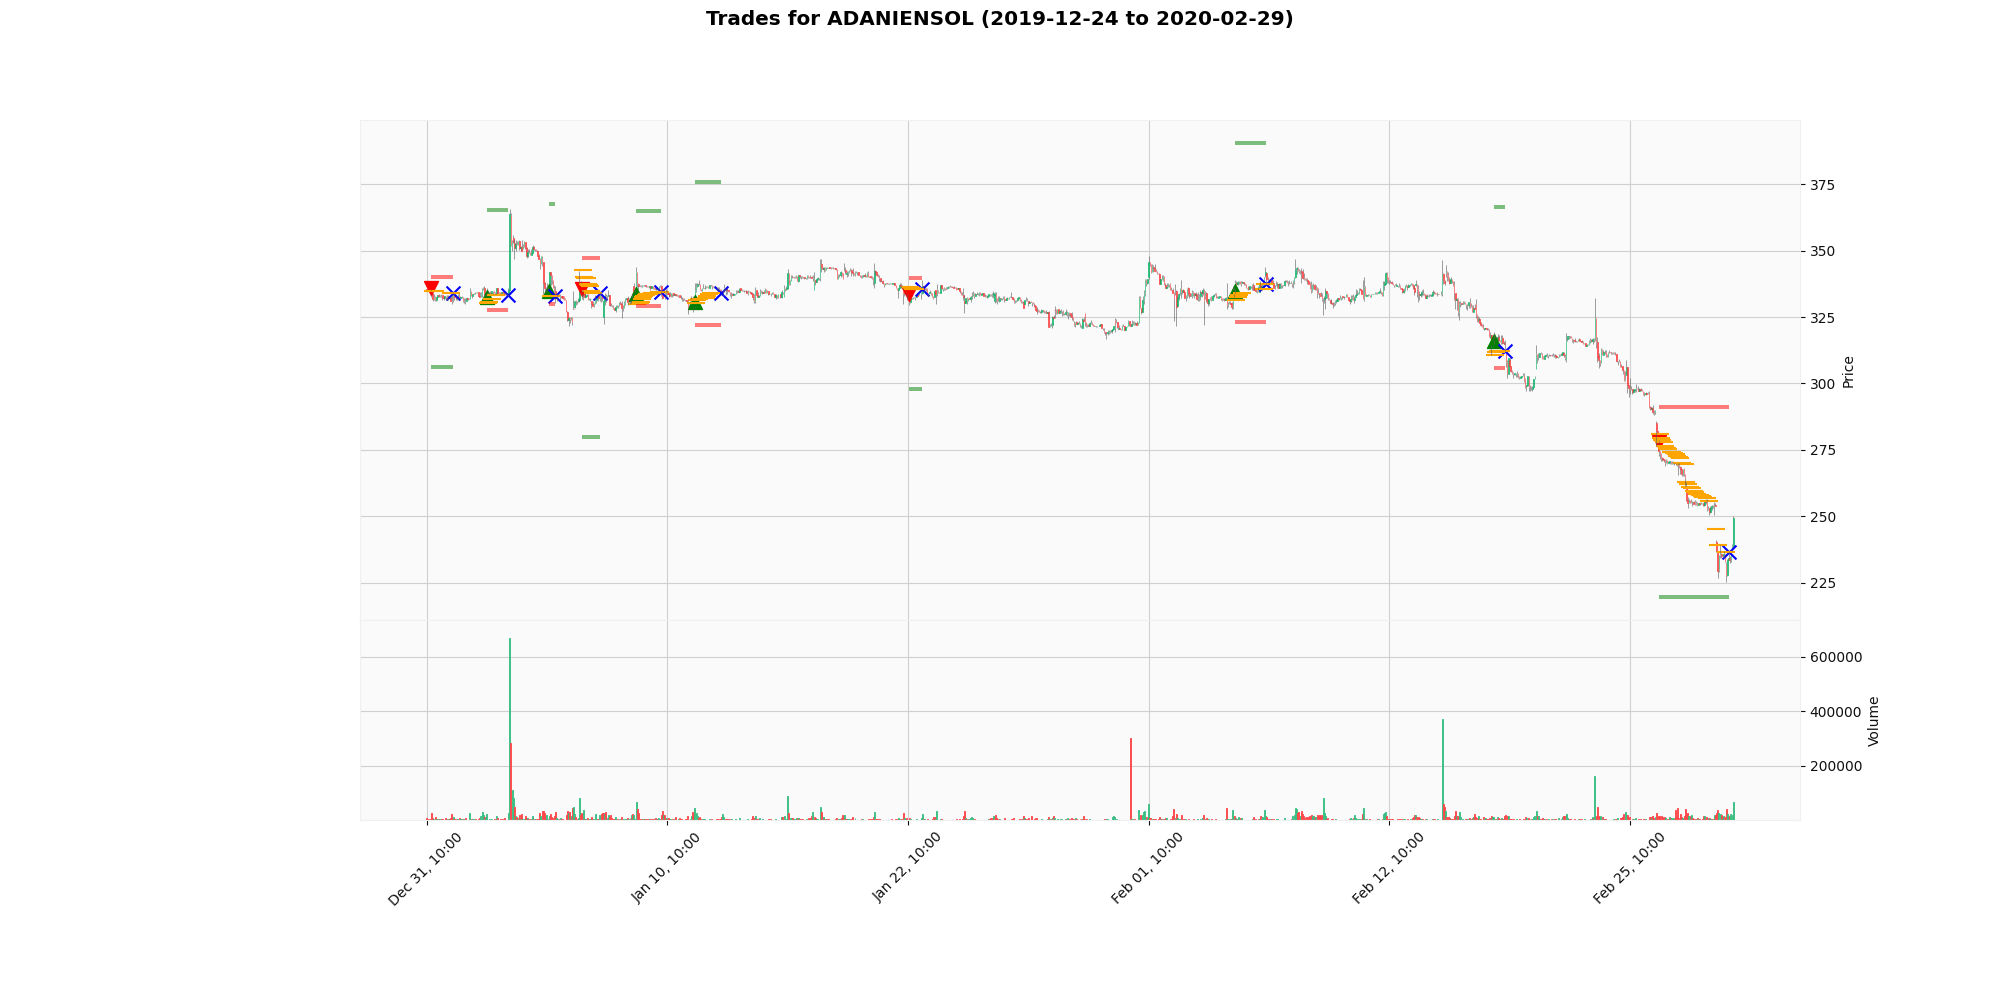 Trades for ADANIENSOL (2019-12-24 to 2020-02-29)
375
350
325
300
275
250
225
Price
600000
400000
200000
Volume
Dec 31, 10:00
Jan 10, 10:00
Jan 22, 10:00
Feb 01, 10:00
Feb 12, 10:00
Feb 25, 10:00